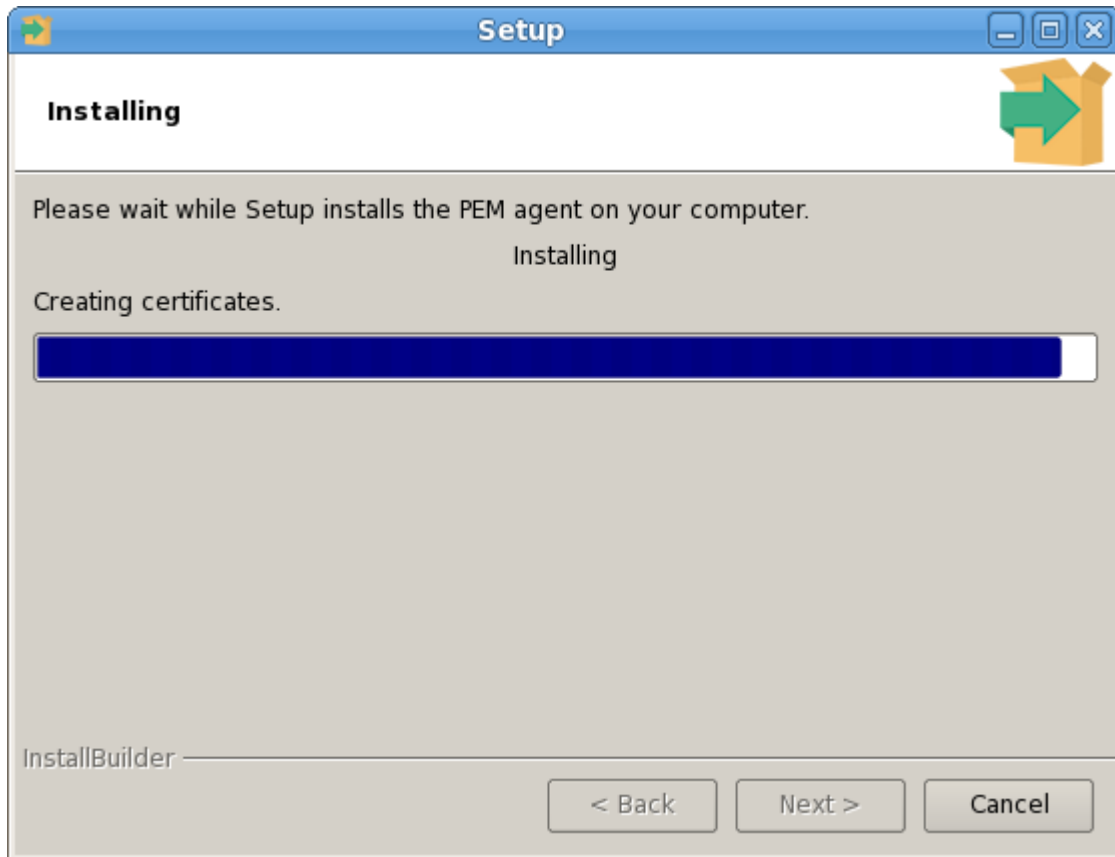 Setup
Installing
Please wait while Setup installs the PEM agent on your computer.
Installing
Creating certificates.
InstallBuilder
< Back
Next >
Cancel